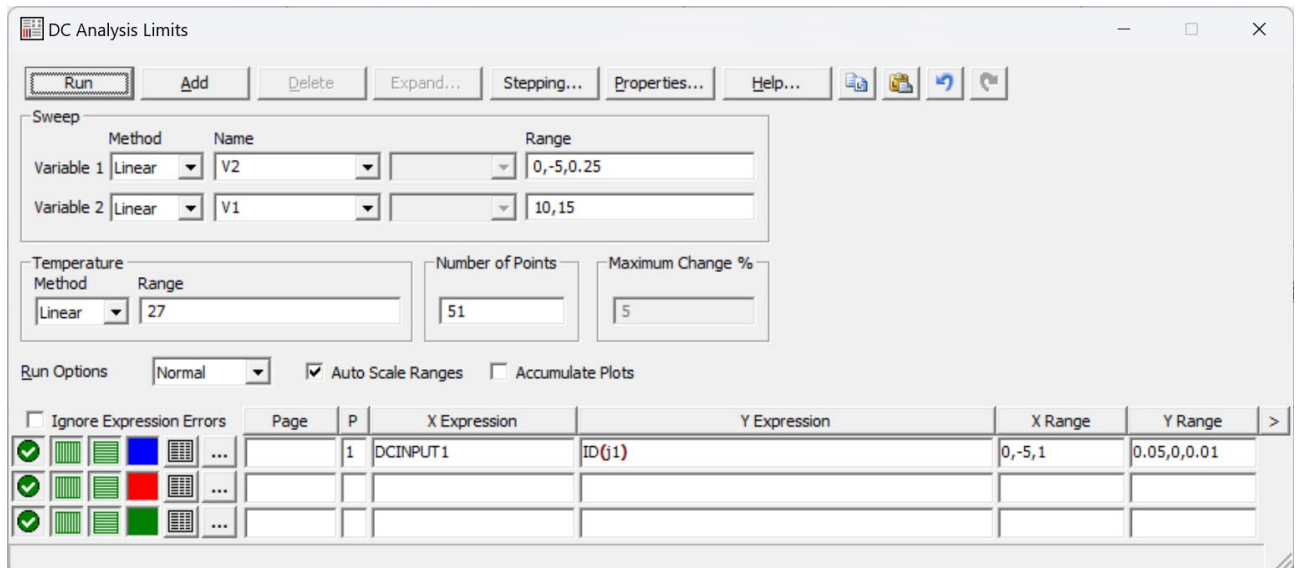 DC Analysis Limits
Run Add Delete Expand... Stepping... Properties... Help...
Sweep
Method Name Range
Variable 1 Linear V2 0,-5,0.25
Variable 2 Linear V1 10,15
Temperature Number of Points Maximum Change %
Method Range
Linear 27 51 5
Run Options Normal Auto Scale Ranges Accumulate Plots
Ignore Expression Errors Page P X Expression Y Expression X Range Y Range >
... 1 DCINPUT1 ID(j1) 0,-5,1 0.05,0,0.01
...
...